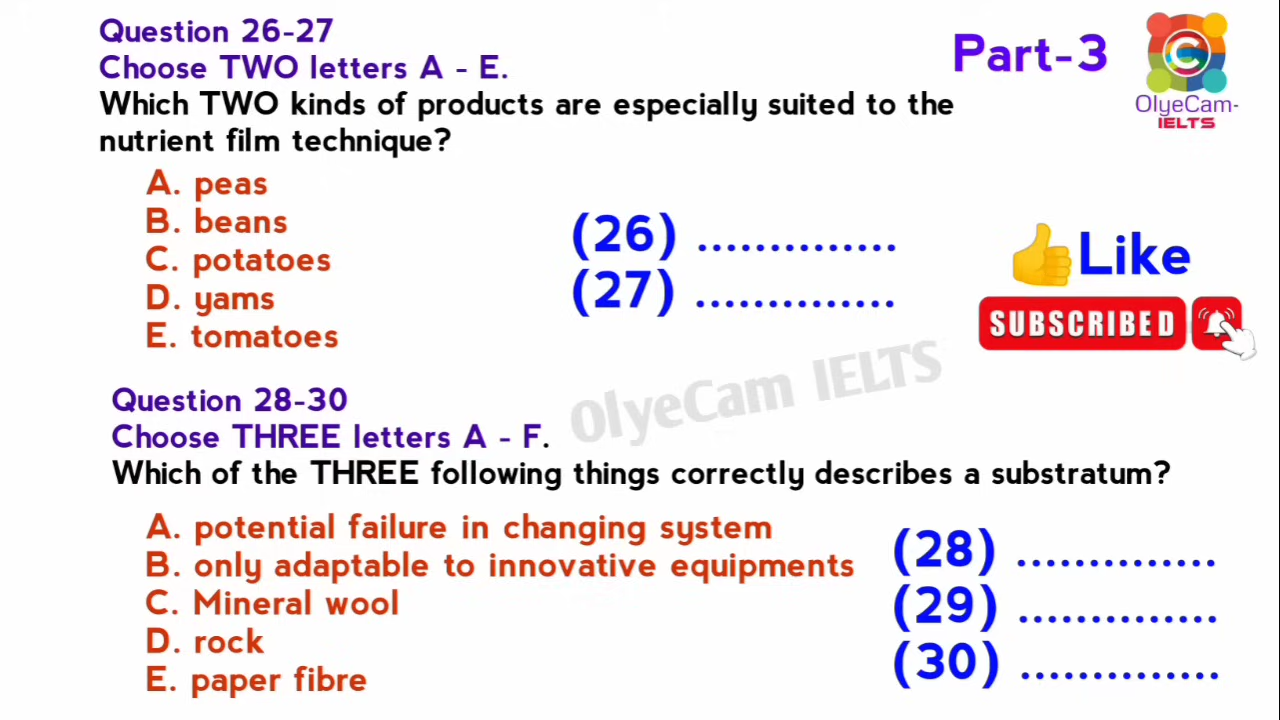 Question 26-27
Choose TWO letters A - E.
Which TWO kinds of products are especially suited to the
nutrient film technique?
A. peas
B. beans
C. potatoes
D. yams
E. tomatoes
(26) ..............
(27) ..............
Part-3
C
OlyeCam-
IELTS
👍Like
SUBSCRIBED
OlyeCam IELTS
Question 28-30
Choose THREE letters A - F.
Which of the THREE following things correctly describes a substratum?
A. potential failure in changing system
B. only adaptable to innovative equipments
C. Mineral wool
D. rock
E. paper fibre
(28) ..............
(29) ..............
(30) ..............